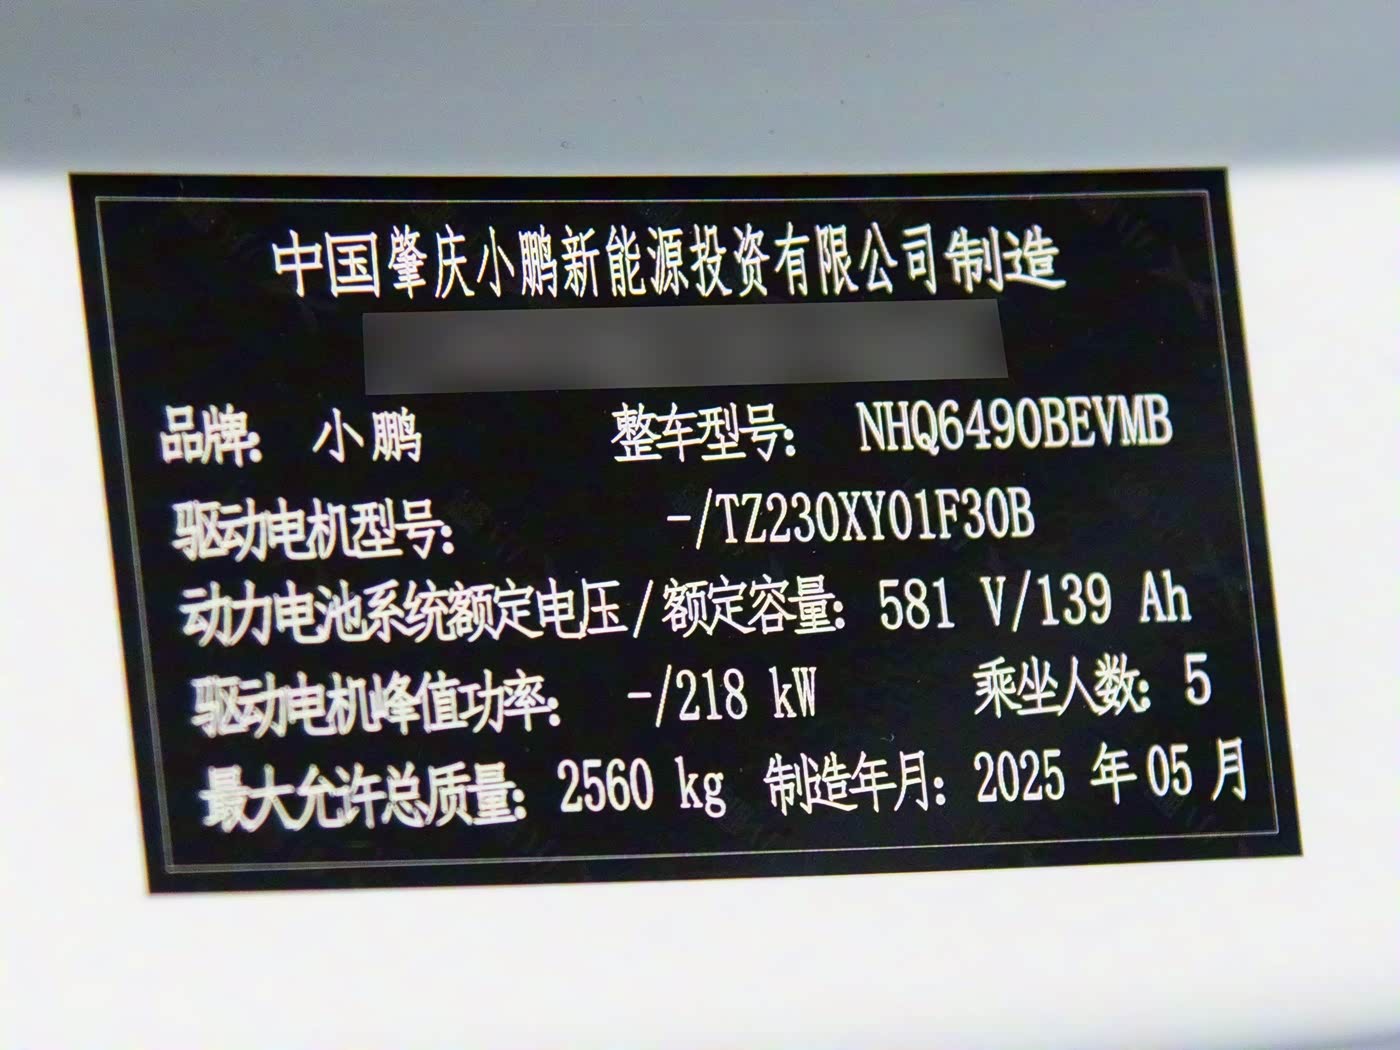 中国肇庆小鹏新能源投资有限公司制造
品牌: 小鹏 整车型号: NHQ6490BEVMB
驱动电机型号: -/TZ230XY01F30B
动力电池系统额定电压/额定容量: 581 V/139 Ah
驱动电机峰值功率: -/218 kW 乘坐人数: 5
最大允许总质量: 2560 kg 制造年月: 2025 年 05 月